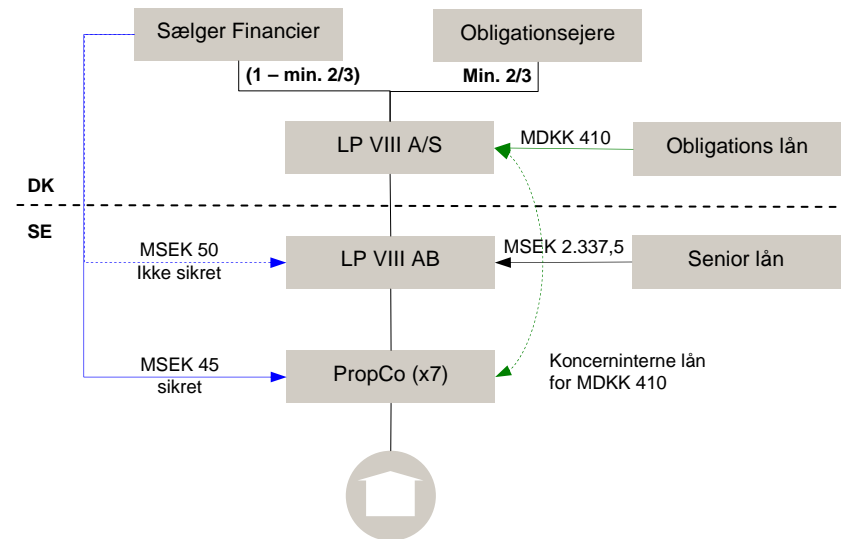 Sælger Financier
Obligationsejere
(1 – min. 2/3)
Min. 2/3
LP VIII A/S
MDKK 410
Obligations lån
DK
SE
MSEK 50
Ikke sikret
LP VIII AB
MSEK 2.337,5
Senior lån
MSEK 45
sikret
PropCo (x7)
Koncerninterne lån
for MDKK 410